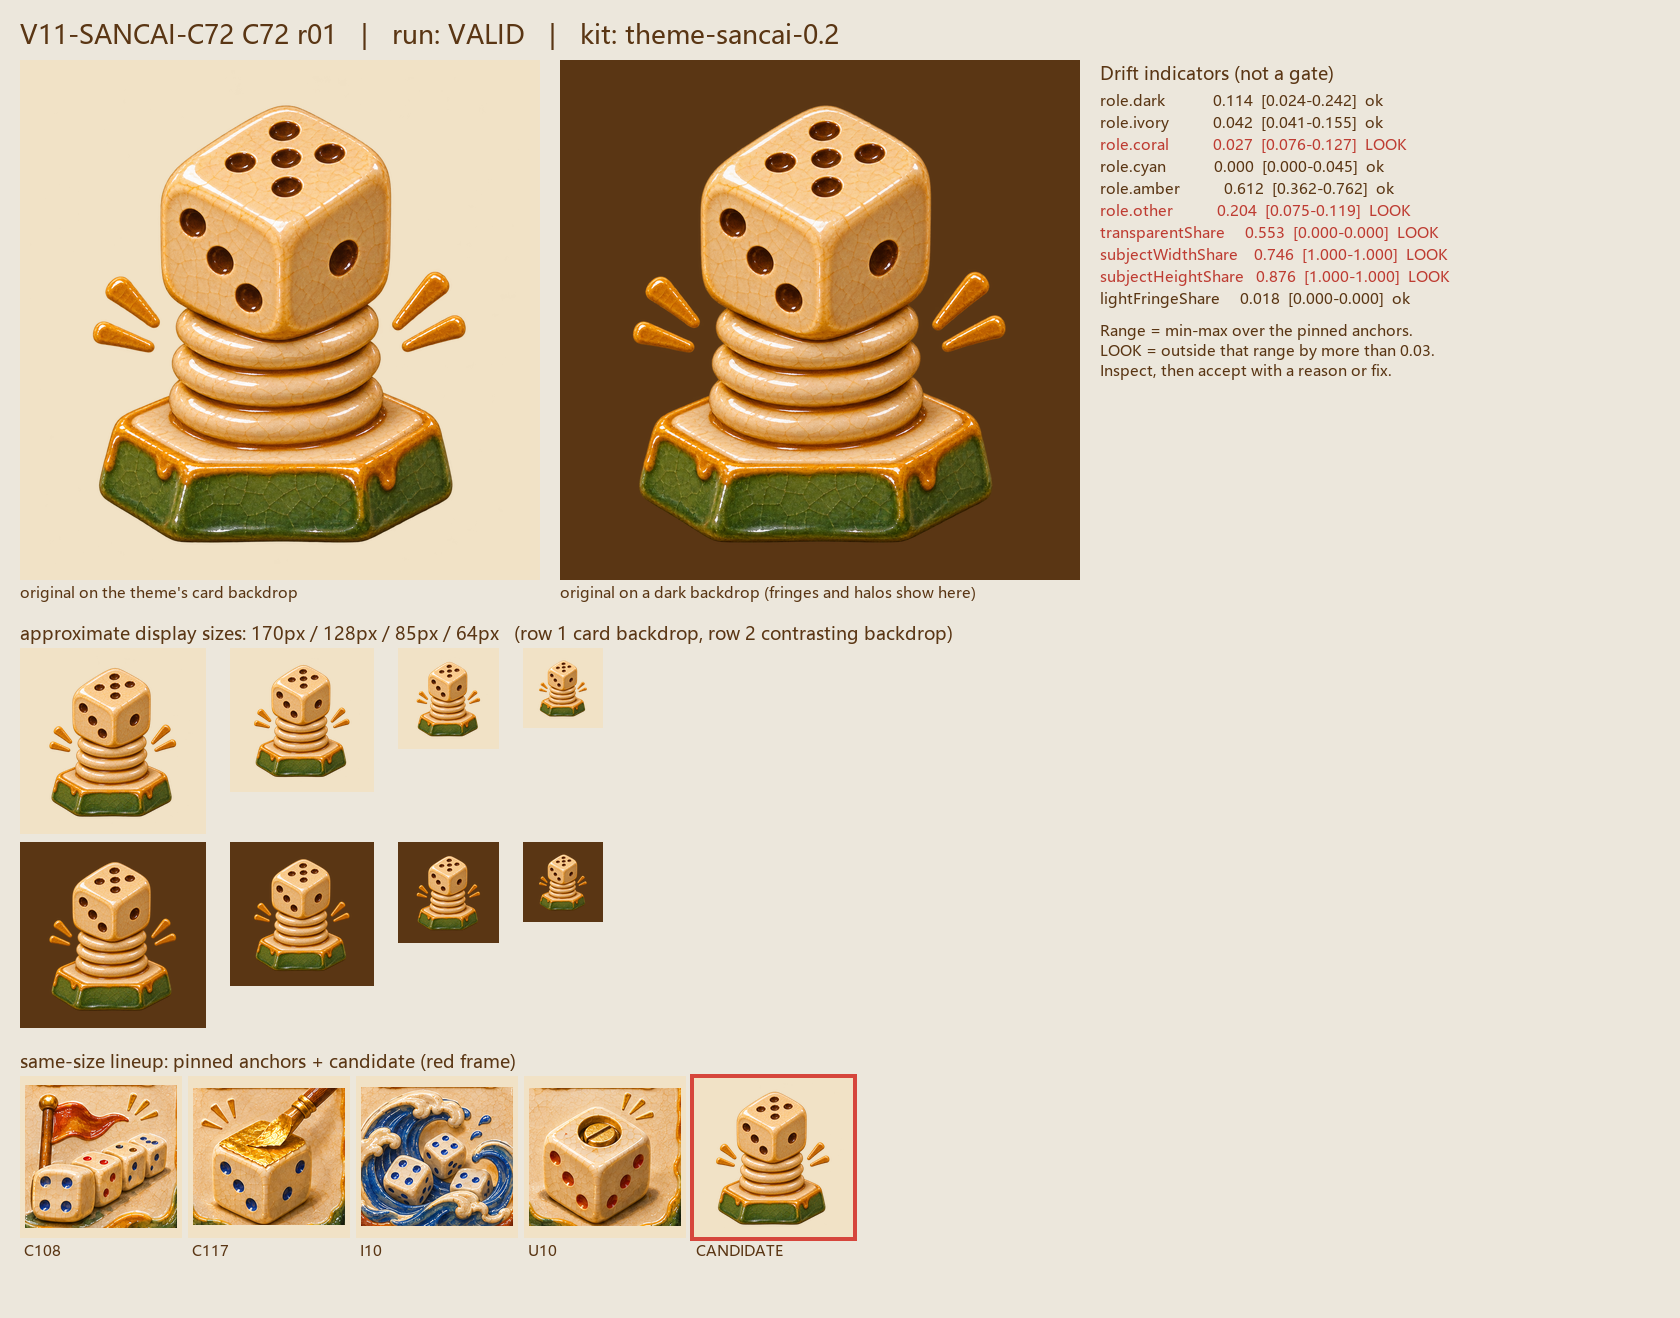 V11-SANCAI-C72 C72 r01 | run: VALID | kit: theme-sancai-0.2
Drift indicators (not a gate)
role.dark 0.114 [0.024-0.242] ok
role.ivory 0.042 [0.041-0.155] ok
role.coral 0.027 [0.076-0.127] LOOK
role.cyan 0.000 [0.000-0.045] ok
role.amber 0.612 [0.362-0.762] ok
role.other 0.204 [0.075-0.119] LOOK
transparentShare 0.553 [0.000-0.000] LOOK
subjectWidthShare 0.746 [1.000-1.000] LOOK
subjectHeightShare 0.876 [1.000-1.000] LOOK
lightFringeShare 0.018 [0.000-0.000] ok
Range = min-max over the pinned anchors.
LOOK = outside that range by more than 0.03.
Inspect, then accept with a reason or fix.
original on the theme's card backdrop
original on a dark backdrop (fringes and halos show here)
approximate display sizes: 170px / 128px / 85px / 64px (row 1 card backdrop, row 2 contrasting backdrop)
same-size lineup: pinned anchors + candidate (red frame)
C108
C117
I10
U10
CANDIDATE